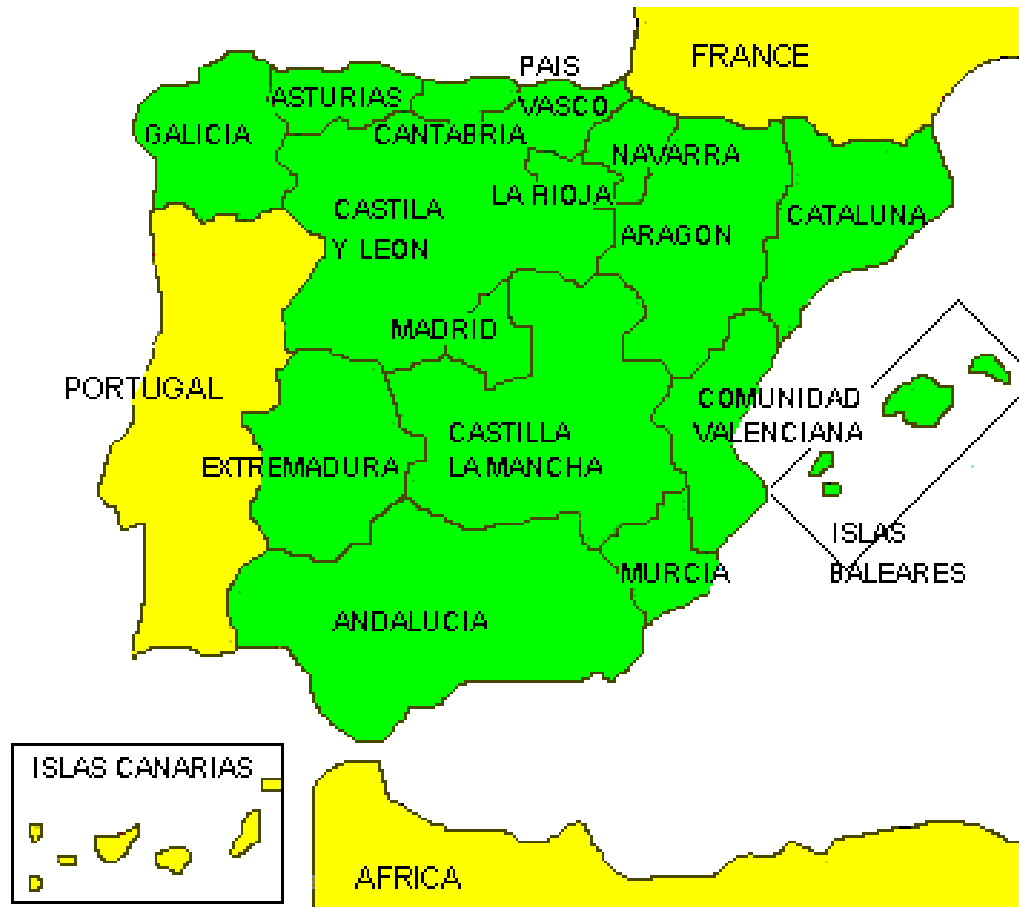 FRANCE
PAIS
VASCO
ASTURIAS
CANTABRIA
GALICIA
NAVARRA
LA RIOJA
CASTILA
Y LEON
CATALUNA
ARAGON
MADRID
PORTUGAL
COMUNIDAD
VALENCIANA
CASTILLA
LA MANCHA
EXTREMADURA
ISLAS
BALEARES
MURCIA
ANDALUCIA
ISLAS CANARIAS
AFRICA